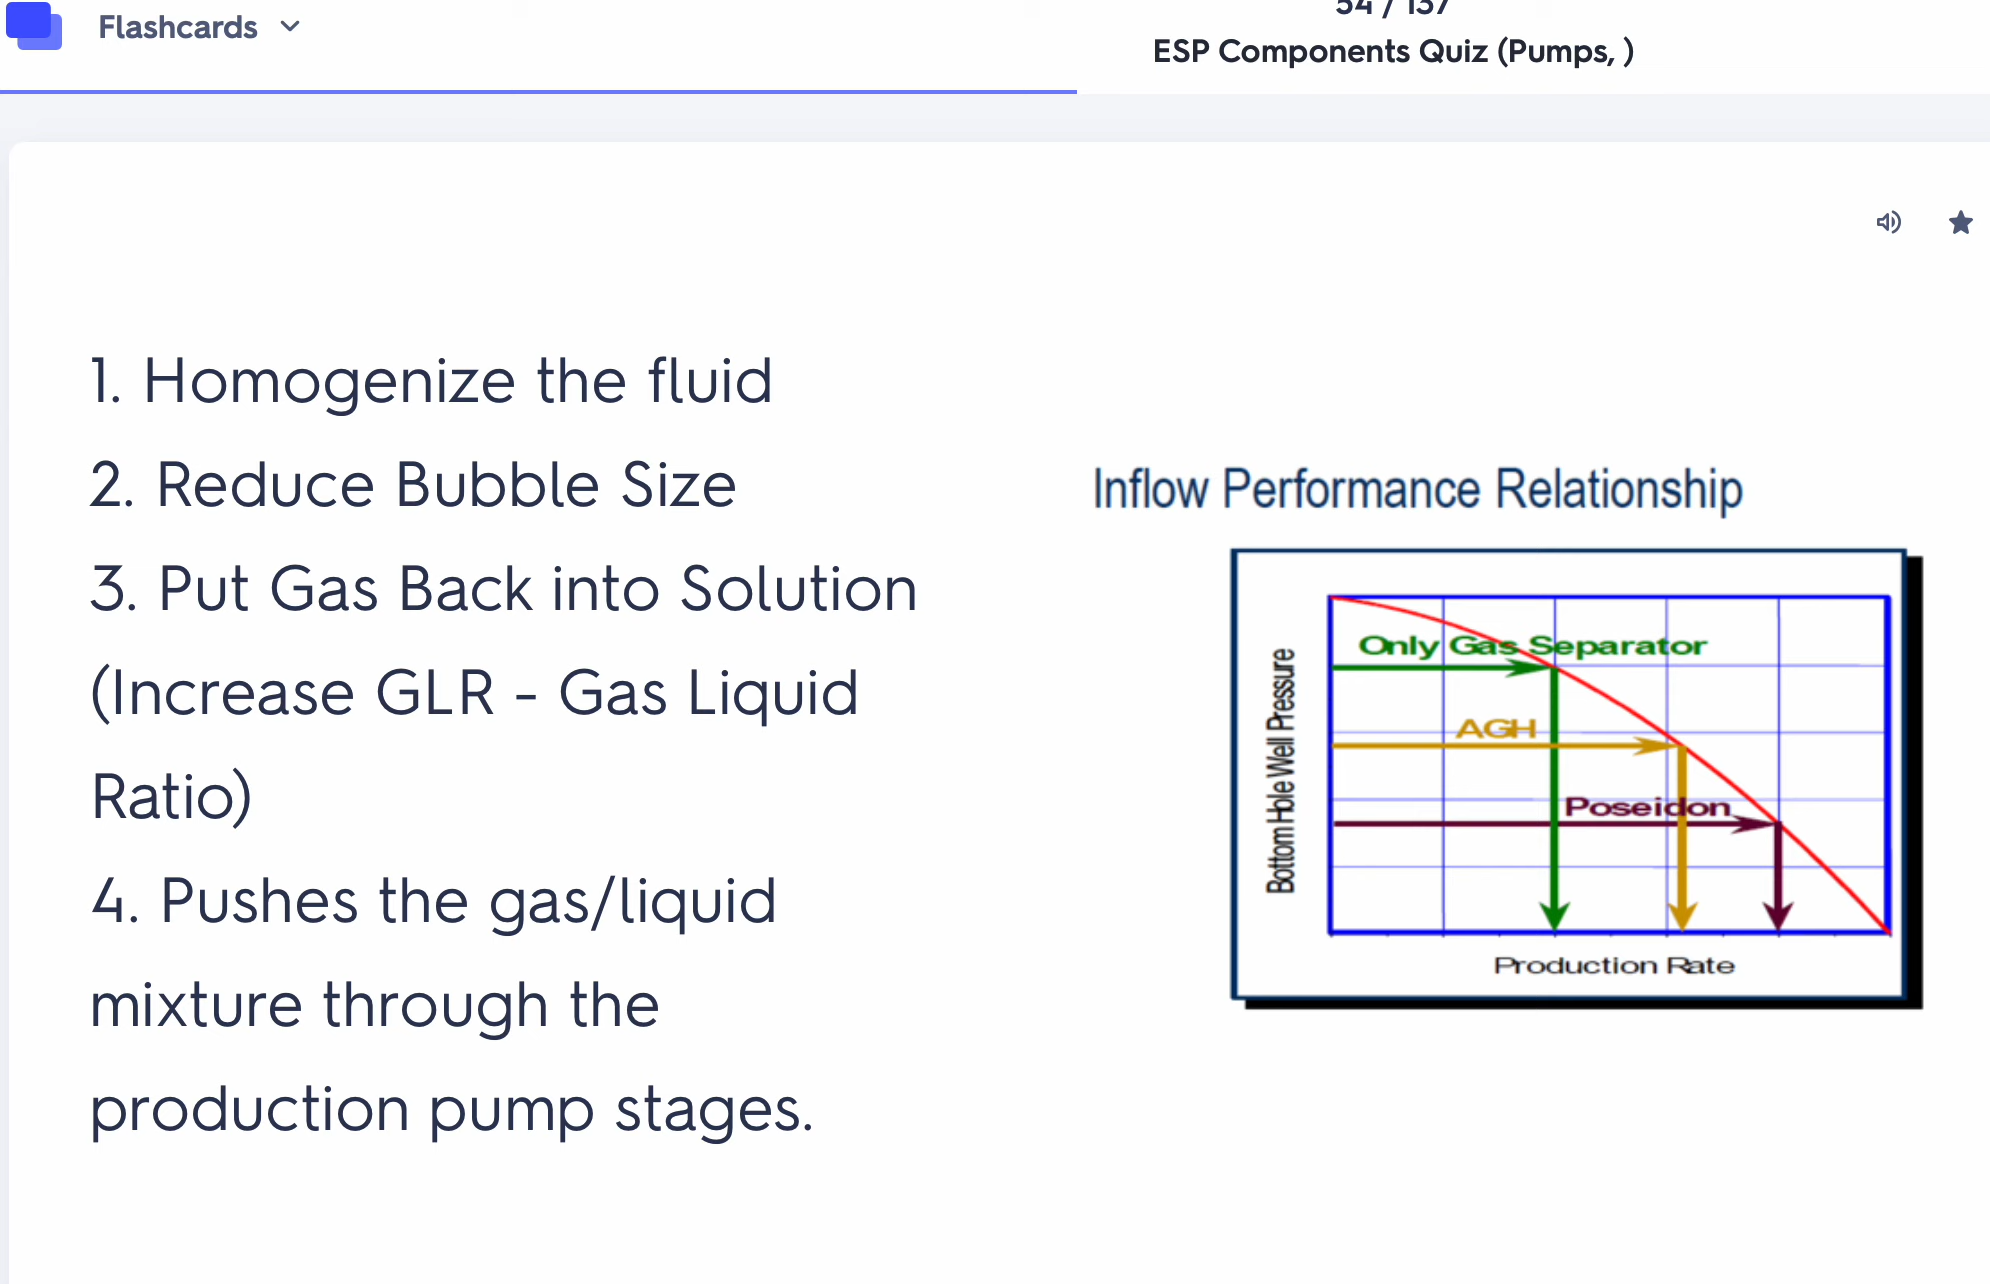 Flashcards
54 / 137
ESP Components Quiz (Pumps, )
1. Homogenize the fluid
2. Reduce Bubble Size
3. Put Gas Back into Solution
(Increase GLR - Gas Liquid
Ratio)
4. Pushes the gas/liquid
mixture through the
production pump stages.
Inflow Performance Relationship
Bottom Hole Well Pressure
Only Gas Separator
AGH
Poseidon
Production Rate